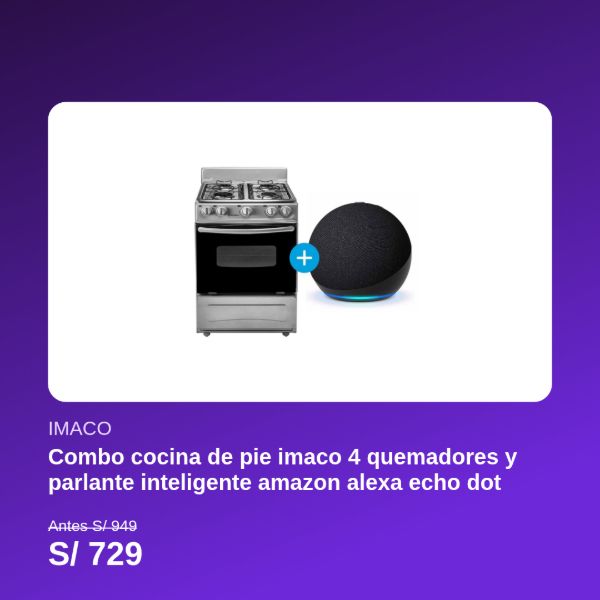 IMACO
Combo cocina de pie imaco 4 quemadores y
parlante inteligente amazon alexa echo dot
Antes S/ 949
S/ 729